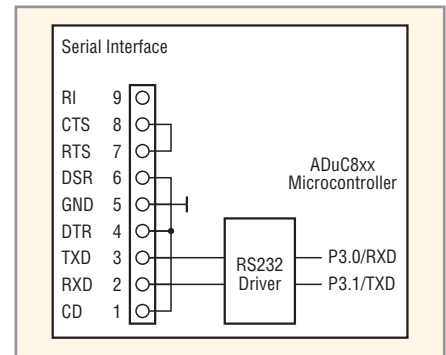 Serial Interface
RI 9
CTS 8
RTS 7
DSR 6
GND 5
DTR 4
TXD 3
RXD 2
CD 1
ADuC8xx
Microcontroller
RS232
Driver
P3.0/RXD
P3.1/TXD